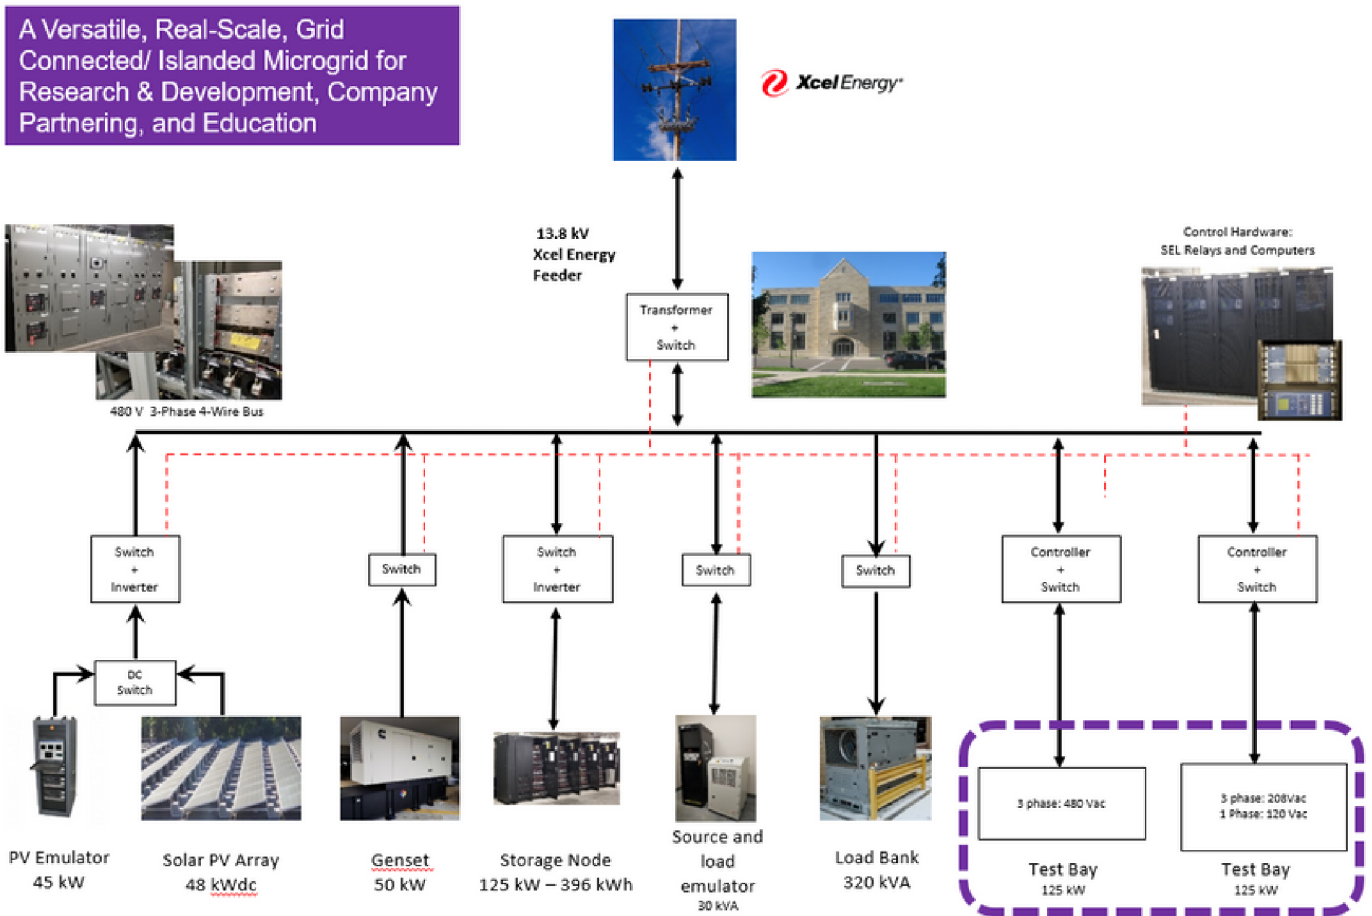 A Versatile, Real-Scale, Grid
Connected/ Islanded Microgrid for
Research & Development, Company
Partnering, and Education
Xcel Energy®
13.8 kV
Xcel Energy
Feeder
Control Hardware:
SEL Relays and Computers
Transformer
+
Switch
480 V 3-Phase 4-Wire Bus
Switch
+
Inverter
Switch
Switch
+
Inverter
Switch
Switch
Controller
+
Switch
Controller
+
Switch
DC
Switch
3 phase: 480 Vac
3 phase: 208Vac
1 Phase: 120 Vac
PV Emulator
45 kW
Solar PV Array
48 kWdc
Genset
50 kW
Storage Node
125 kW – 396 kWh
Source and
load
emulator
30 kVA
Load Bank
320 kVA
Test Bay
125 kW
Test Bay
125 kW